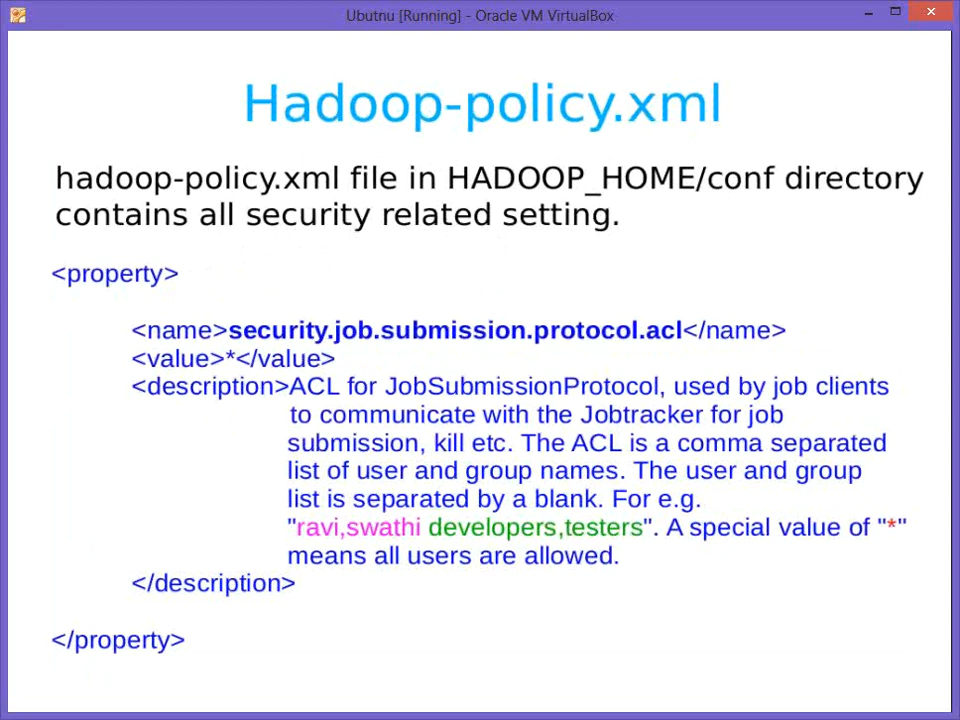 Ubutnu [Running] - Oracle VM VirtualBox
Hadoop-policy.xml
hadoop-policy.xml file in HADOOP_HOME/conf directory
contains all security related setting.
<property>
<name>security.job.submission.protocol.acl</name>
<value>*</value>
<description>ACL for JobSubmissionProtocol, used by job clients
to communicate with the Jobtracker for job
submission, kill etc. The ACL is a comma separated
list of user and group names. The user and group
list is separated by a blank. For e.g.
"ravi,swathi developers,testers". A special value of "*"
means all users are allowed.
</description>
</property>